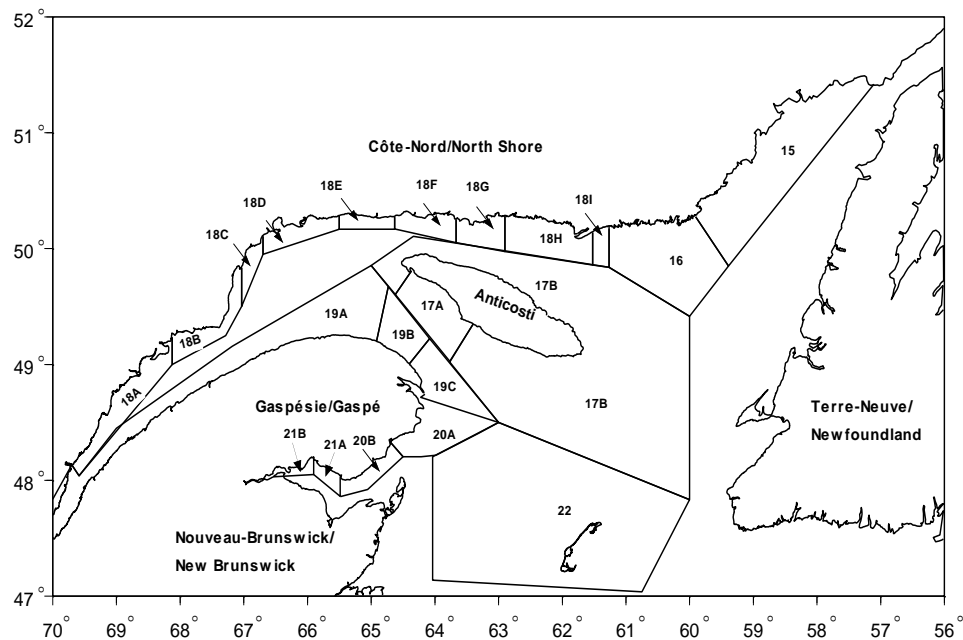 52°
51°
50°
49°
48°
47°
Côte-Nord/North Shore
15
18I
18G
18F
18E
18D
18C
18H
16
17B
Anticosti
17A
19A
19B
18B
18A
19C
17B
Gaspésie/Gaspé
20A
21B
21A
20B
Terre-Neuve/
Newfoundland
22
Nouveau-Brunswick/
New Brunswick
70° 69° 68° 67° 66° 65° 64° 63° 62° 61° 60° 59° 58° 57° 56°